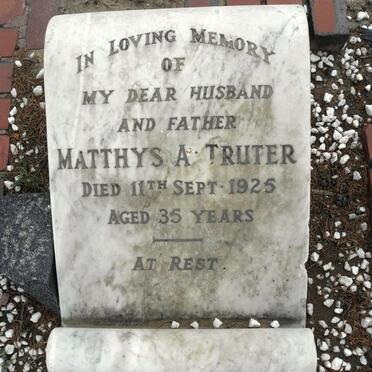 IN LOVING MEMORY
OF
MY DEAR HUSBAND
AND FATHER
MATTHYS A. TRUTER
DIED 11TH SEPT. 1925
AGED 35 YEARS
AT REST.